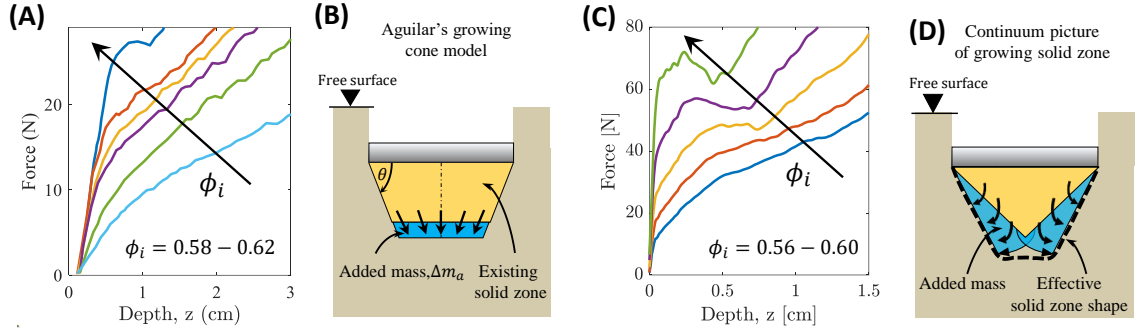 (A)
Force (N)
20
10
0
0
1
2
3
Depth, z (cm)
ϕᵢ
ϕᵢ = 0.58 − 0.62
(B)
Aguilar's growing
cone model
Free surface
θ
Added mass,Δmₐ
Existing
solid zone
(C)
Force [N]
80
60
40
20
0
0
0.5
1
1.5
Depth, z [cm]
ϕᵢ
ϕᵢ = 0.56 − 0.60
(D)
Continuum picture
of growing solid zone
Free surface
Added mass
Effective
solid zone shape